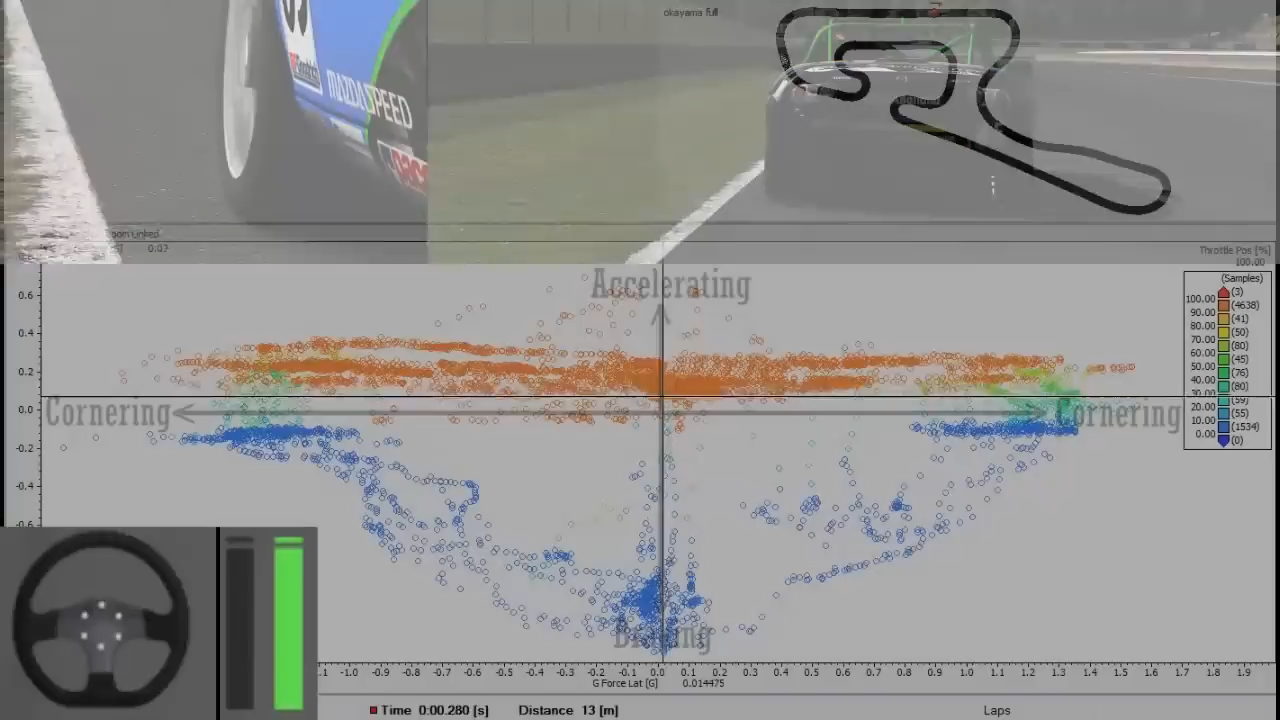 okayama full
MAZDASPEED
oom Linked
0.0?
Throttle Pos [%]
100.00
Accelerating
(Samples)
(3)
100.00 (4638)
90.00 (41)
80.00 (50)
70.00 (80)
60.00 (45)
50.00 (76)
40.00 (80)
30.00 (59)
20.00 (55)
10.00 (1534)
0.00 (0)
0.6
0.4
0.2
0.0
-0.2
-0.4
-0.6
Cornering
Cornering
Braking
.1 -1.0 -0.9 -0.8 -0.7 -0.6 -0.5 -0.4 -0.3 -0.2 -0.1 0.0 0.1 0.2 0.3 0.4 0.5 0.6 0.7 0.8 0.9 1.0 1.1 1.2 1.3 1.4 1.5 1.6 1.7 1.8 1.9
G Force Lat [G] 0.014475
Time 0:00.280 [s] Distance 13 [m] Laps